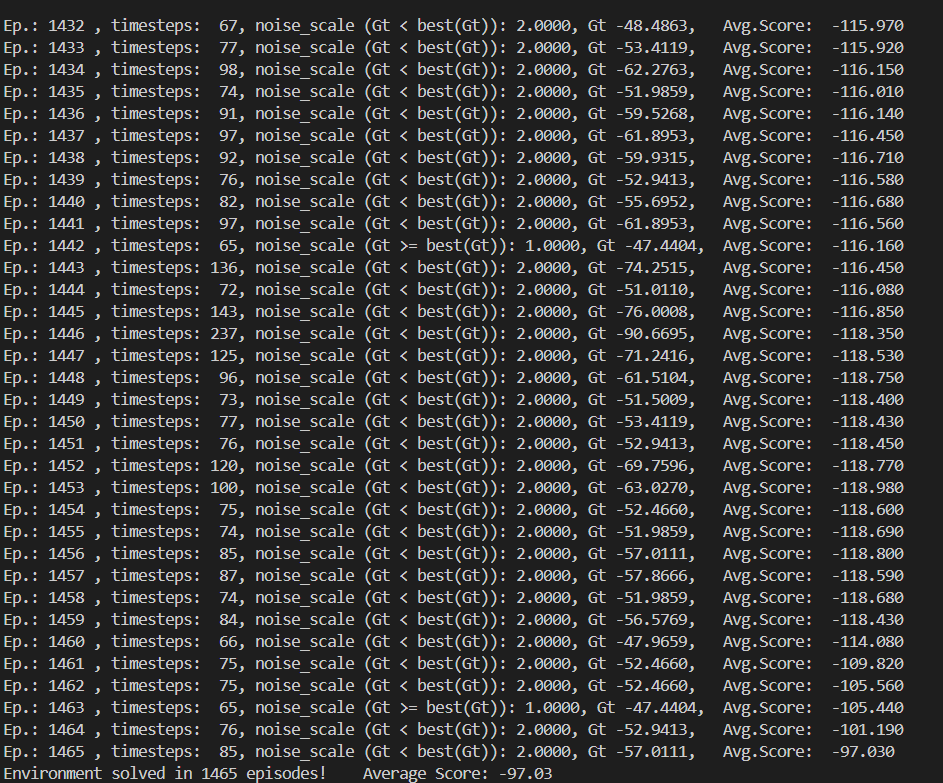 Ep.: 1432 , timesteps:  67, noise_scale (Gt < best(Gt)): 2.0000, Gt -48.4863,   Avg.Score:  -115.970
Ep.: 1433 , timesteps:  77, noise_scale (Gt < best(Gt)): 2.0000, Gt -53.4119,   Avg.Score:  -115.920
Ep.: 1434 , timesteps:  98, noise_scale (Gt < best(Gt)): 2.0000, Gt -62.2763,   Avg.Score:  -116.150
Ep.: 1435 , timesteps:  74, noise_scale (Gt < best(Gt)): 2.0000, Gt -51.9859,   Avg.Score:  -116.010
Ep.: 1436 , timesteps:  91, noise_scale (Gt < best(Gt)): 2.0000, Gt -59.5268,   Avg.Score:  -116.140
Ep.: 1437 , timesteps:  97, noise_scale (Gt < best(Gt)): 2.0000, Gt -61.8953,   Avg.Score:  -116.450
Ep.: 1438 , timesteps:  92, noise_scale (Gt < best(Gt)): 2.0000, Gt -59.9315,   Avg.Score:  -116.710
Ep.: 1439 , timesteps:  76, noise_scale (Gt < best(Gt)): 2.0000, Gt -52.9413,   Avg.Score:  -116.580
Ep.: 1440 , timesteps:  82, noise_scale (Gt < best(Gt)): 2.0000, Gt -55.6952,   Avg.Score:  -116.680
Ep.: 1441 , timesteps:  97, noise_scale (Gt < best(Gt)): 2.0000, Gt -61.8953,   Avg.Score:  -116.560
Ep.: 1442 , timesteps:  65, noise_scale (Gt >= best(Gt)): 1.0000, Gt -47.4404,  Avg.Score:  -116.160
Ep.: 1443 , timesteps: 136, noise_scale (Gt < best(Gt)): 2.0000, Gt -74.2515,   Avg.Score:  -116.450
Ep.: 1444 , timesteps:  72, noise_scale (Gt < best(Gt)): 2.0000, Gt -51.0110,   Avg.Score:  -116.080
Ep.: 1445 , timesteps: 143, noise_scale (Gt < best(Gt)): 2.0000, Gt -76.0008,   Avg.Score:  -116.850
Ep.: 1446 , timesteps: 237, noise_scale (Gt < best(Gt)): 2.0000, Gt -90.6695,   Avg.Score:  -118.350
Ep.: 1447 , timesteps: 125, noise_scale (Gt < best(Gt)): 2.0000, Gt -71.2416,   Avg.Score:  -118.530
Ep.: 1448 , timesteps:  96, noise_scale (Gt < best(Gt)): 2.0000, Gt -61.5104,   Avg.Score:  -118.750
Ep.: 1449 , timesteps:  73, noise_scale (Gt < best(Gt)): 2.0000, Gt -51.5009,   Avg.Score:  -118.400
Ep.: 1450 , timesteps:  77, noise_scale (Gt < best(Gt)): 2.0000, Gt -53.4119,   Avg.Score:  -118.430
Ep.: 1451 , timesteps:  76, noise_scale (Gt < best(Gt)): 2.0000, Gt -52.9413,   Avg.Score:  -118.450
Ep.: 1452 , timesteps: 120, noise_scale (Gt < best(Gt)): 2.0000, Gt -69.7596,   Avg.Score:  -118.770
Ep.: 1453 , timesteps: 100, noise_scale (Gt < best(Gt)): 2.0000, Gt -63.0270,   Avg.Score:  -118.980
Ep.: 1454 , timesteps:  75, noise_scale (Gt < best(Gt)): 2.0000, Gt -52.4660,   Avg.Score:  -118.600
Ep.: 1455 , timesteps:  74, noise_scale (Gt < best(Gt)): 2.0000, Gt -51.9859,   Avg.Score:  -118.690
Ep.: 1456 , timesteps:  85, noise_scale (Gt < best(Gt)): 2.0000, Gt -57.0111,   Avg.Score:  -118.800
Ep.: 1457 , timesteps:  87, noise_scale (Gt < best(Gt)): 2.0000, Gt -57.8666,   Avg.Score:  -118.590
Ep.: 1458 , timesteps:  74, noise_scale (Gt < best(Gt)): 2.0000, Gt -51.9859,   Avg.Score:  -118.680
Ep.: 1459 , timesteps:  84, noise_scale (Gt < best(Gt)): 2.0000, Gt -56.5769,   Avg.Score:  -118.430
Ep.: 1460 , timesteps:  66, noise_scale (Gt < best(Gt)): 2.0000, Gt -47.9659,   Avg.Score:  -114.080
Ep.: 1461 , timesteps:  75, noise_scale (Gt < best(Gt)): 2.0000, Gt -52.4660,   Avg.Score:  -109.820
Ep.: 1462 , timesteps:  75, noise_scale (Gt < best(Gt)): 2.0000, Gt -52.4660,   Avg.Score:  -105.560
Ep.: 1463 , timesteps:  65, noise_scale (Gt >= best(Gt)): 1.0000, Gt -47.4404,  Avg.Score:  -105.440
Ep.: 1464 , timesteps:  76, noise_scale (Gt < best(Gt)): 2.0000, Gt -52.9413,   Avg.Score:  -101.190
Ep.: 1465 , timesteps:  85, noise_scale (Gt < best(Gt)): 2.0000, Gt -57.0111,   Avg.Score:  -97.030
Environment solved in 1465 episodes!    Average Score: -97.03